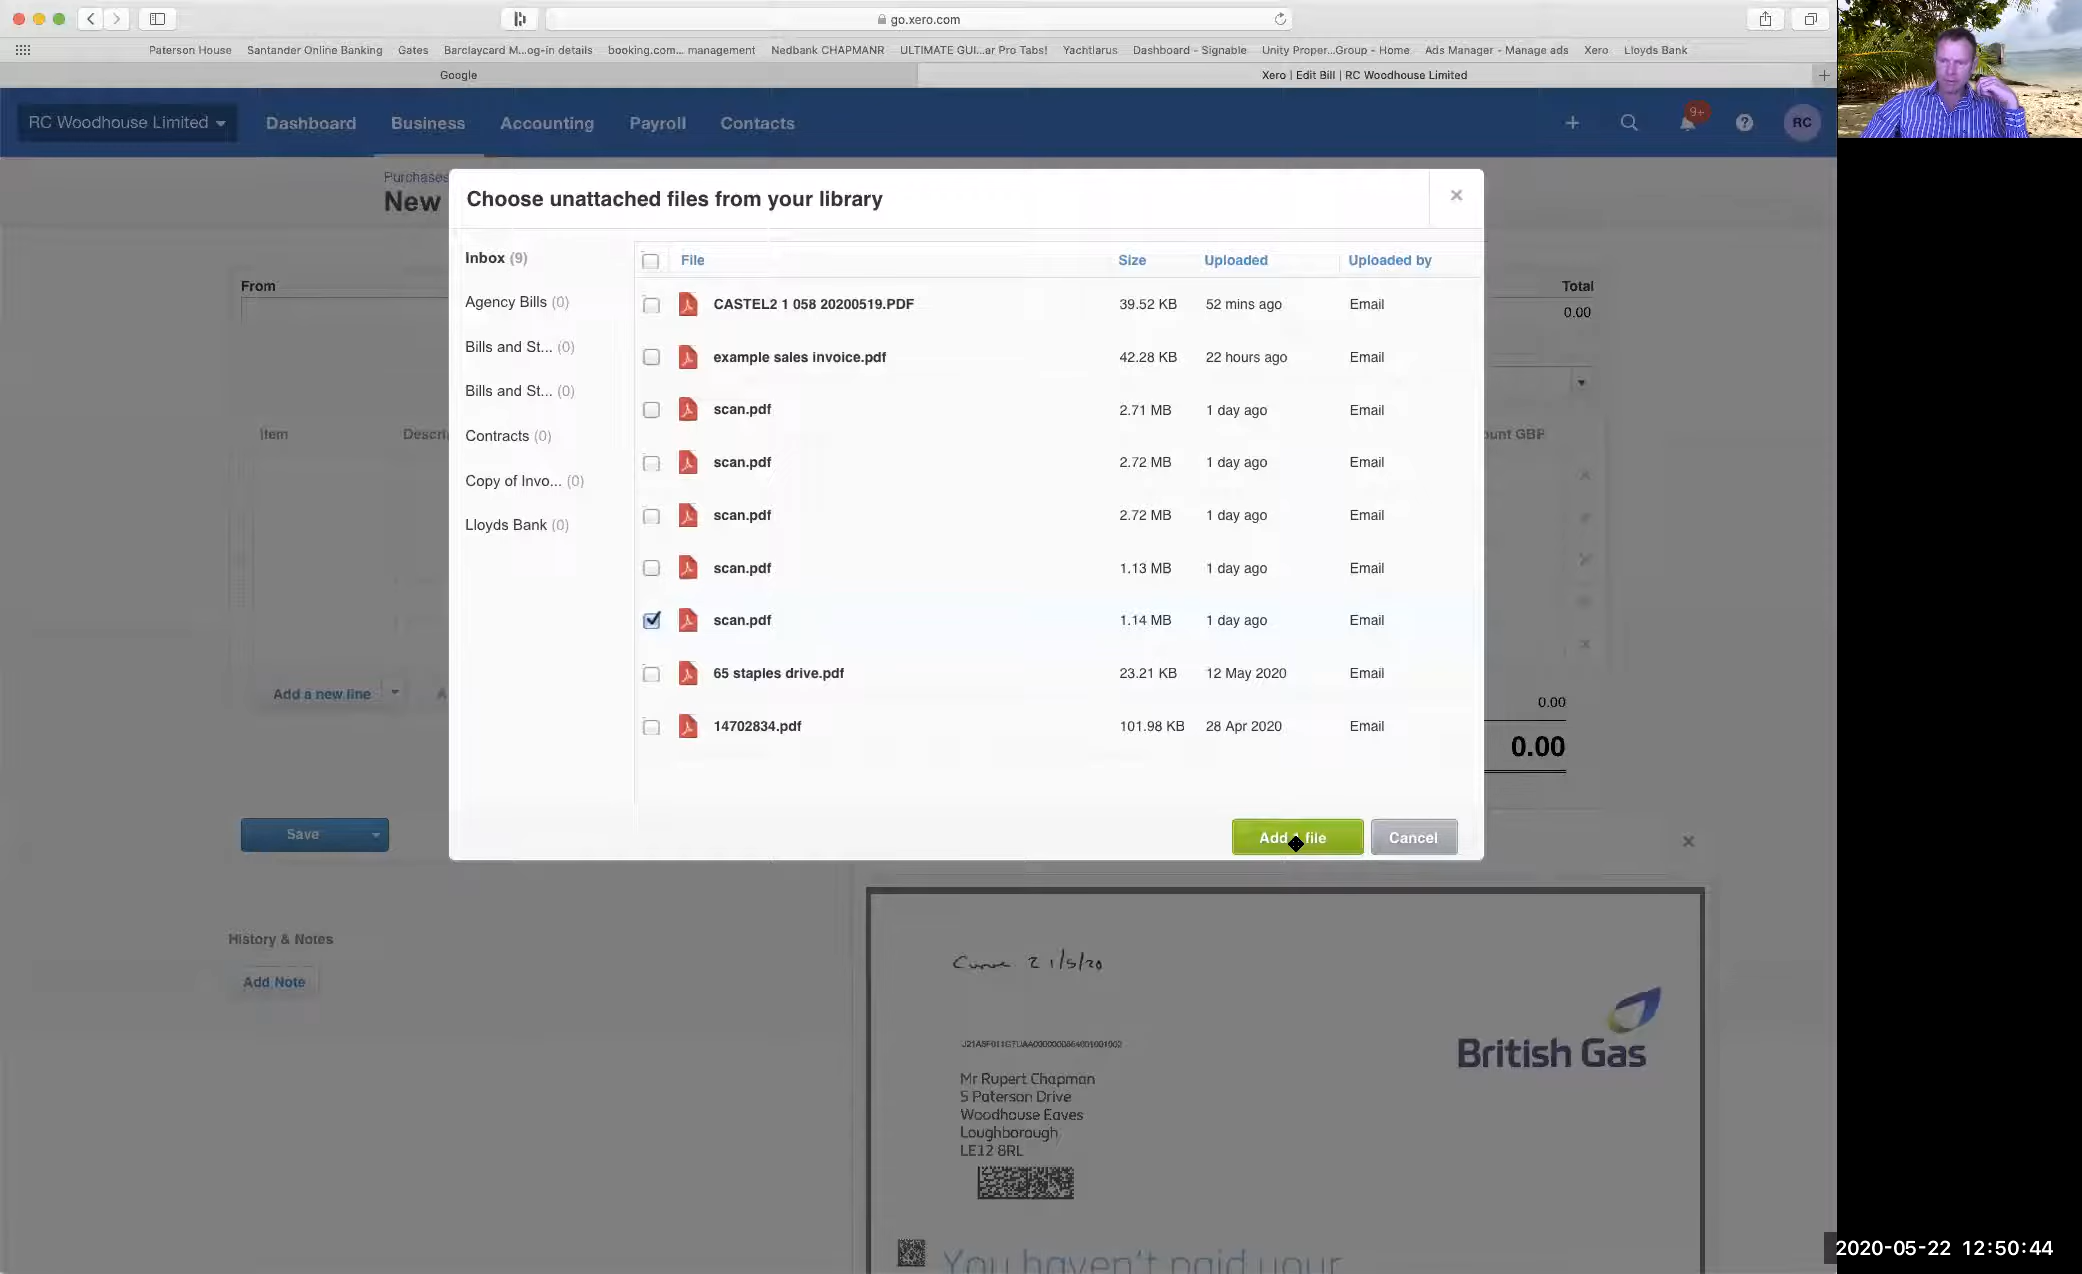 go.xero.com
Paterson House Santander Online Banking Gates Barclaycard M...og-in details booking.com... management Nedbank CHAPMANR ULTIMATE GUI...ar Pro Tabs! Yachtlarus Dashboard - Signable Unity Proper...Group - Home Ads Manager - Manage ads Xero Lloyds Bank
Google Xero | Edit Bill | RC Woodhouse Limited
RC Woodhouse Limited Dashboard Business Accounting Payroll Contacts 9+ RC
Purchases
New
Choose unattached files from your library
Inbox (9)
Agency Bills (0)
Bills and St... (0)
Bills and St... (0)
Contracts (0)
Copy of Invo... (0)
Lloyds Bank (0)
File Size Uploaded Uploaded by
CASTEL2 1 058 20200519.PDF 39.52 KB 52 mins ago Email
example sales invoice.pdf 42.28 KB 22 hours ago Email
scan.pdf 2.71 MB 1 day ago Email
scan.pdf 2.72 MB 1 day ago Email
scan.pdf 2.72 MB 1 day ago Email
scan.pdf 1.13 MB 1 day ago Email
scan.pdf 1.14 MB 1 day ago Email
65 staples drive.pdf 23.21 KB 12 May 2020 Email
14702834.pdf 101.98 KB 28 Apr 2020 Email
Add file Cancel
From
Total
0.00
Item Descri ount GBP
Add a new line A
0.00
0.00
Save
History & Notes
Add Note
21/5/20
British Gas
Mr Rupert Chapman
5 Paterson Drive
Woodhouse Eaves
Loughborough
LE12 8RL
You haven't paid your
2020-05-22 12:50:44